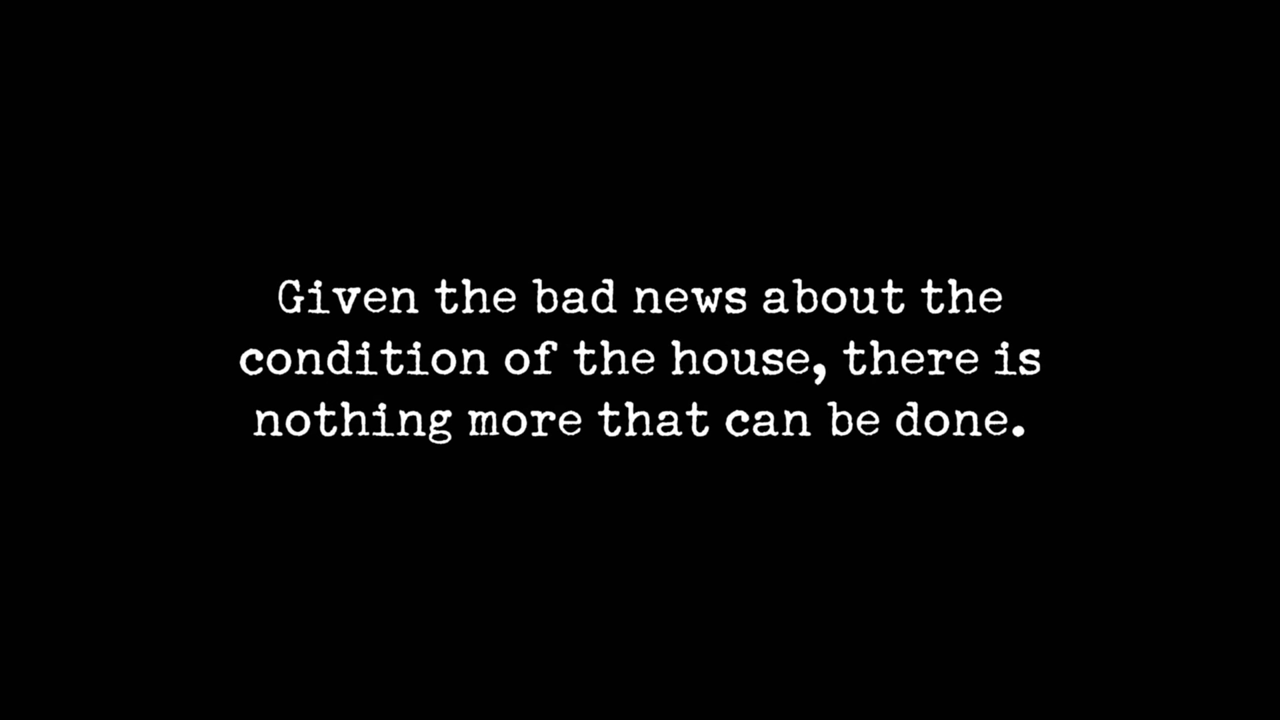 Given the bad news about the
condition of the house, there is
nothing more that can be done.